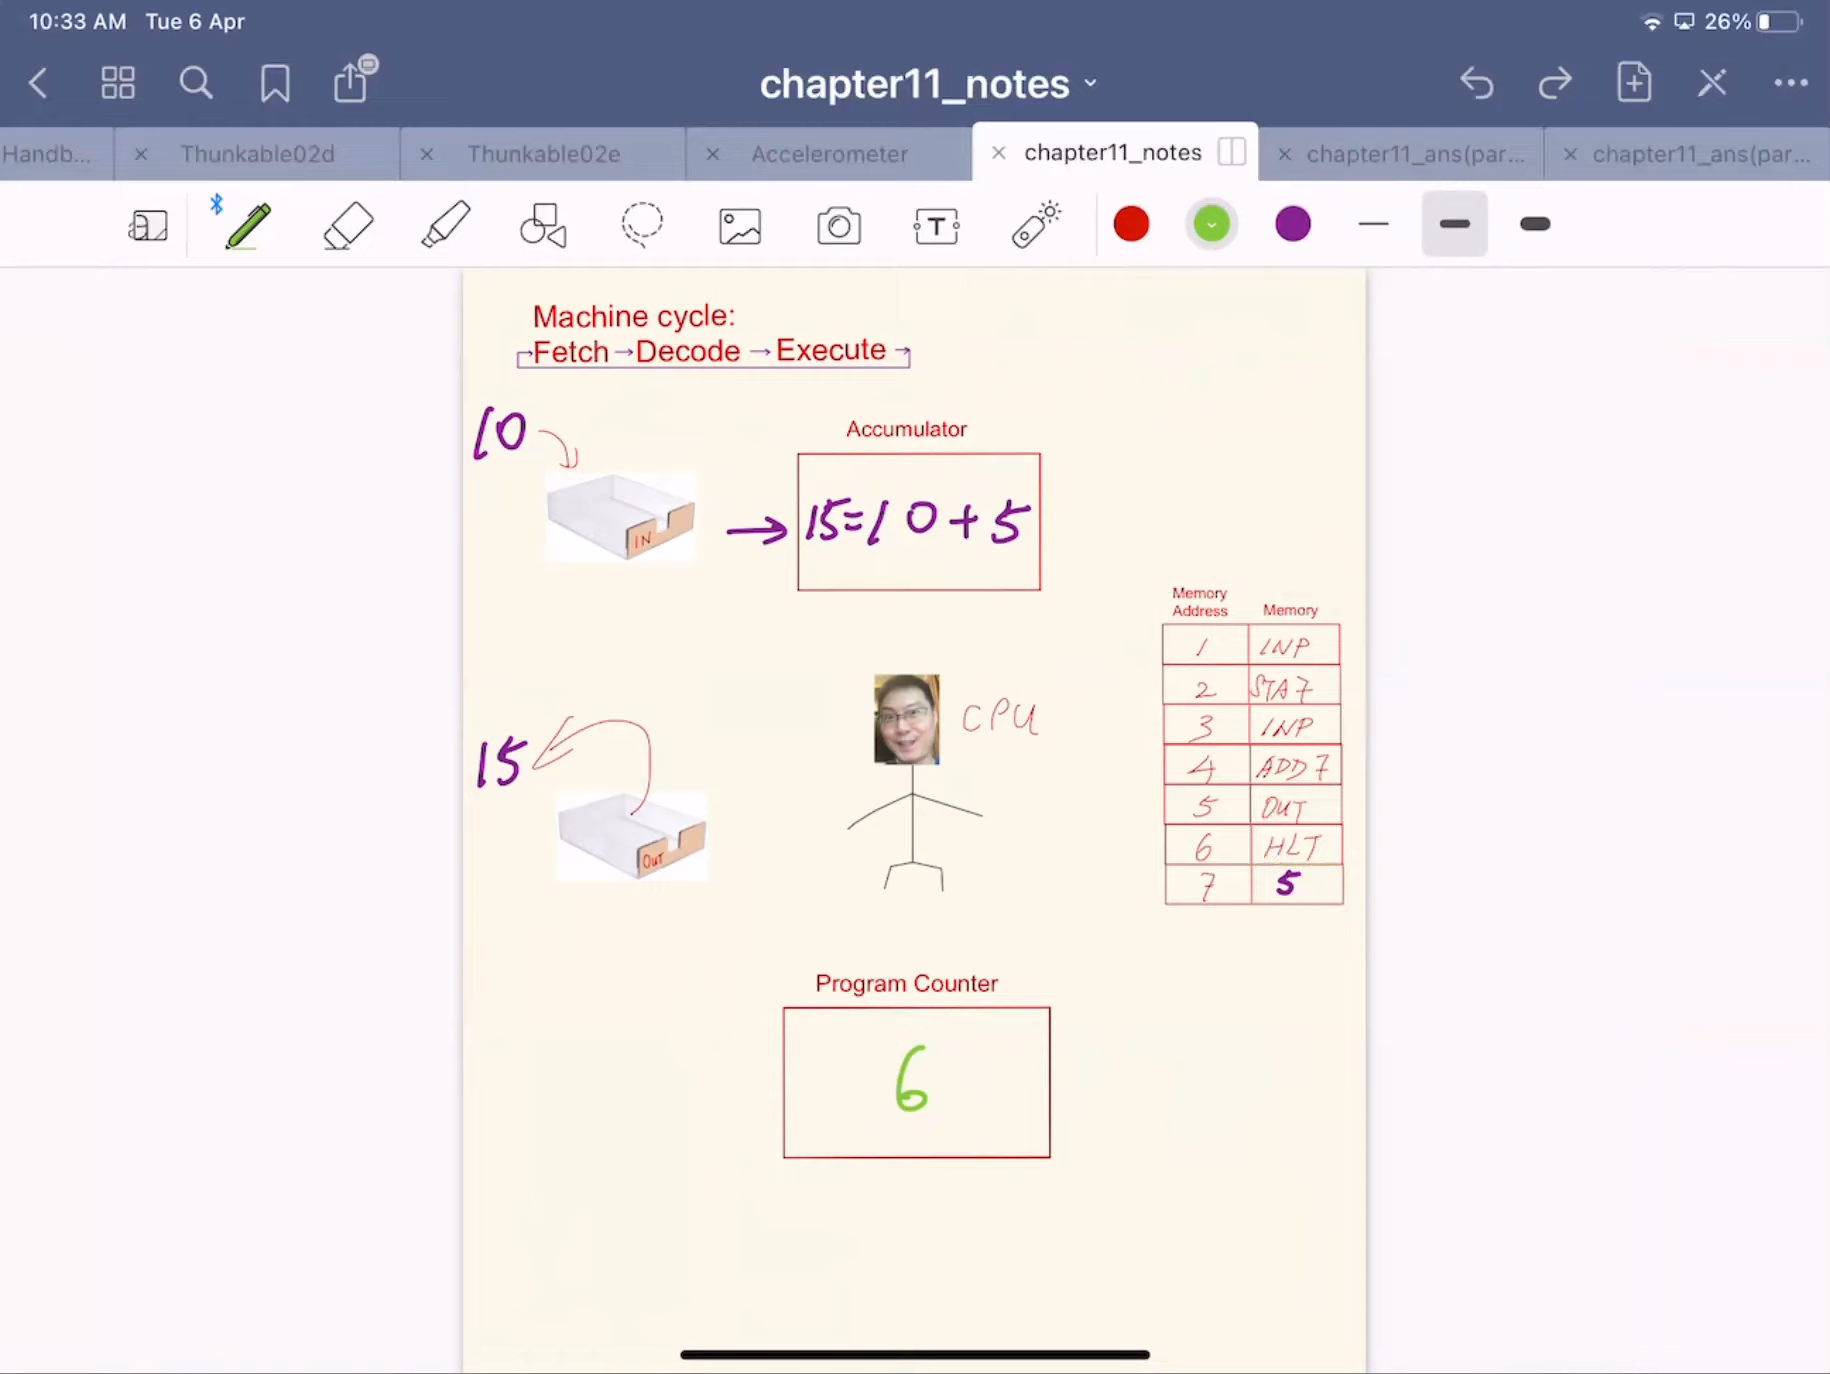 10:33 AM Tue 6 Apr 26%
chapter11_notes
Handb... Thunkable02d Thunkable02e Accelerometer chapter11_notes chapter11_ans(par... chapter11_ans(par...
a T
Machine cycle:
→Fetch →Decode →Execute →
10
Accumulator
IN
→ 15=10+5
Memory Address Memory
1 INP
2 STA 7
3 INP
4 ADD 7
5 OUT
6 HLT
7 5
CPU
15
Out
Program Counter
6